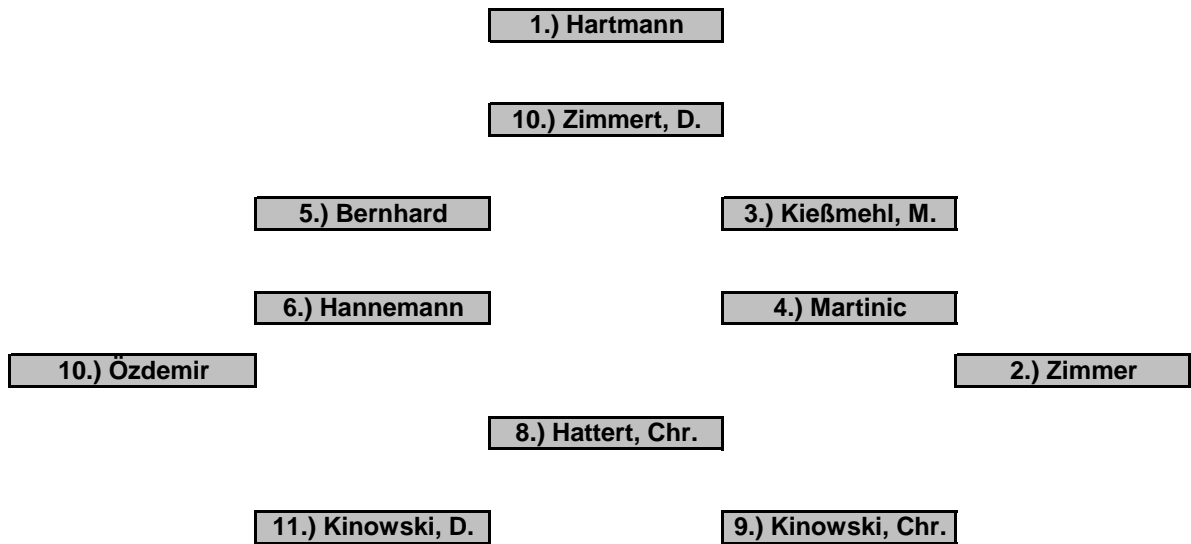 1.) Hartmann
10.) Zimmert, D.
5.) Bernhard
3.) Kießmehl, M.
6.) Hannemann
4.) Martinic
10.) Özdemir
2.) Zimmer
8.) Hattert, Chr.
11.) Kinowski, D.
9.) Kinowski, Chr.